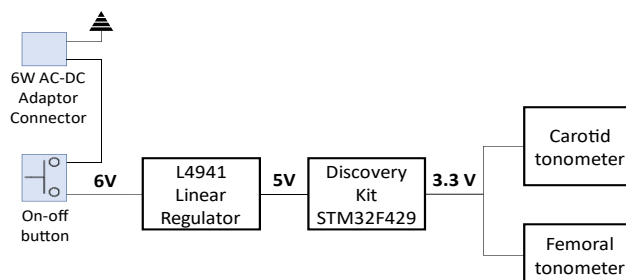 6W AC-DC
Adaptor
Connector
On-off
button
6V
L4941
Linear
Regulator
5V
Discovery
Kit
STM32F429
3.3 V
Carotid
tonometer
Femoral
tonometer